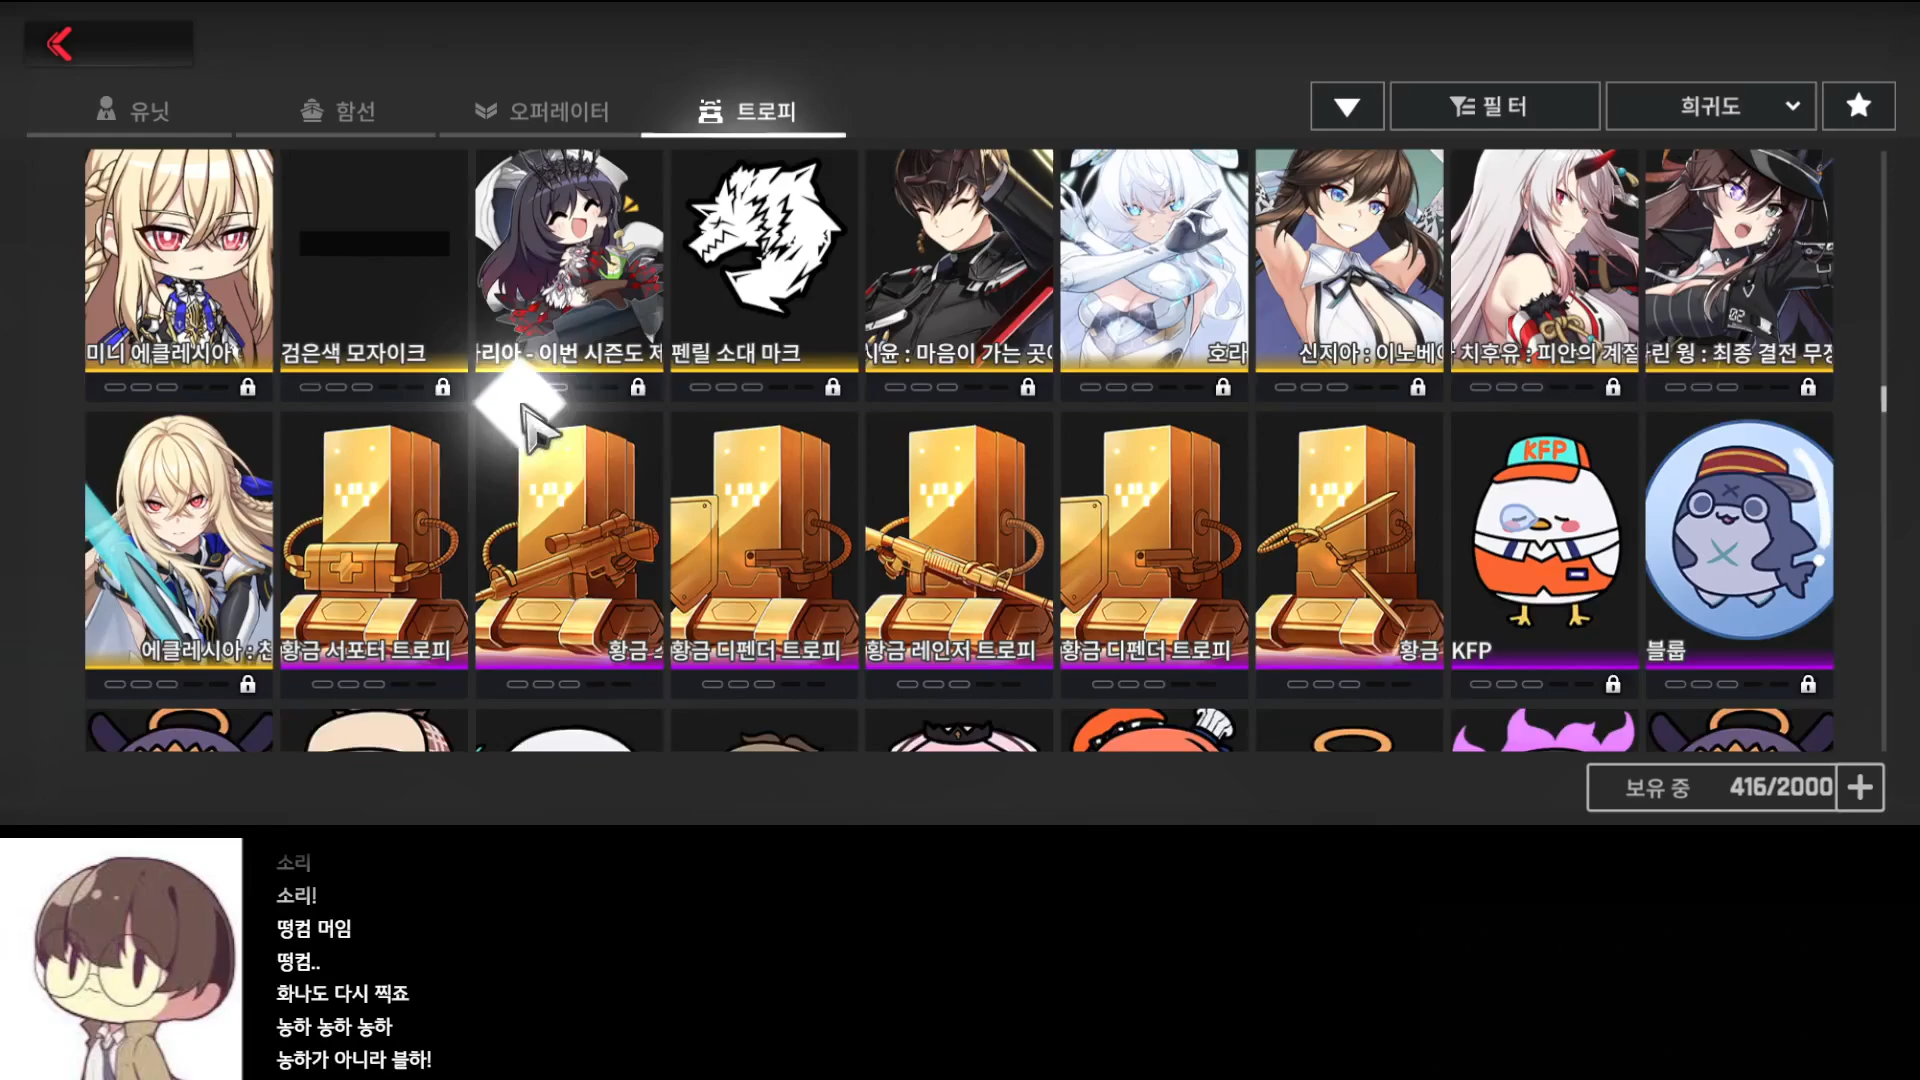 유닛
함선
오퍼레이터
트로피
필터
희귀도
미니 에클레시아
검은색 모자이크
리아 - 이번 시즌도
펜릴 소대 마크
시윤 : 마음이 가는 곳
호라
신지아 : 이노베
치후유 : 피안의 계절
린 윙 : 최종 결전 무장
02
에클레시아 :
황금 서포터 트로피
황금
황금 디펜더 트로피
황금 레인저 트로피
황금 디펜더 트로피
황금
KFP
KFP
블룹
보유 중 416/2000
소리
소리!
떵컴 머임
떵컴..
화나도 다시 찍죠
농하 농하 농하
농하가 아니라 블하!